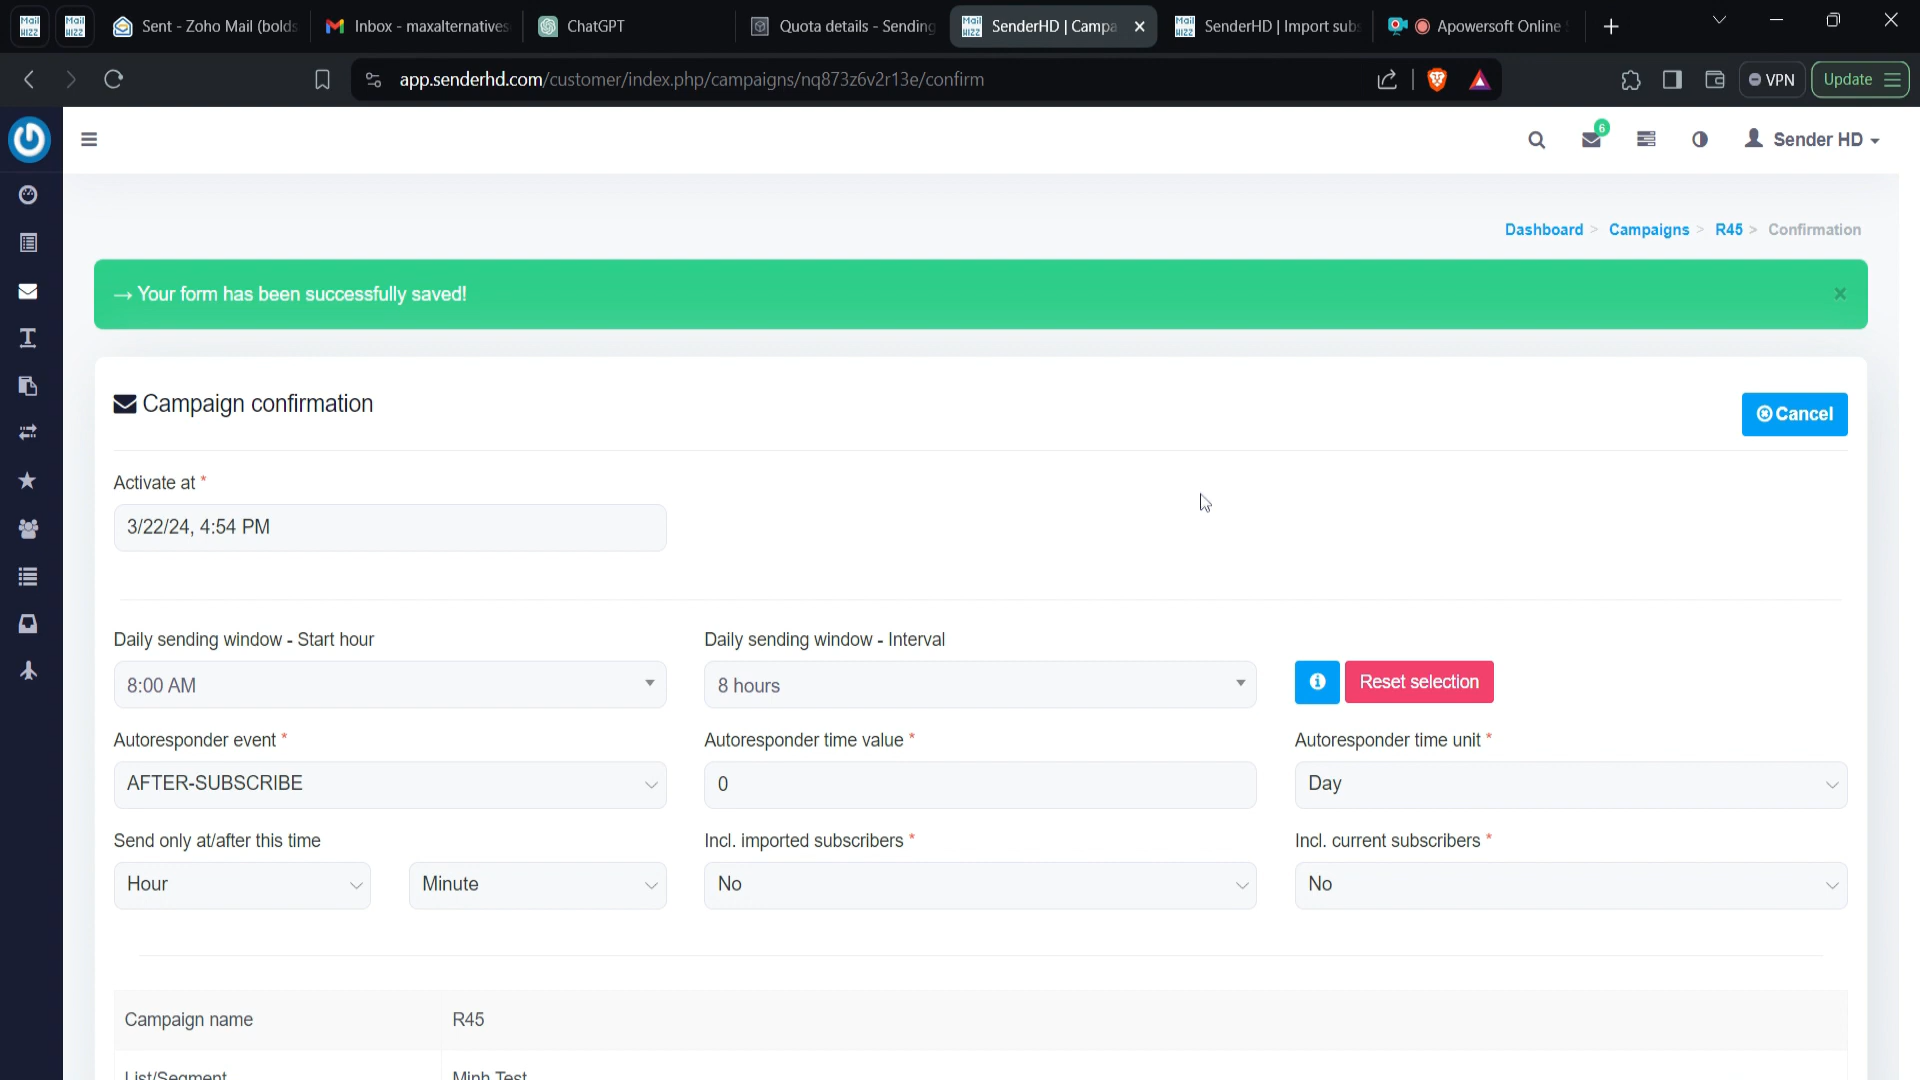 Sent - Zoho Mail (bolds
Inbox - maxalternatives
ChatGPT
Quota details - Sending
SenderHD | Campa
SenderHD | Import subs
Apowersoft Online
app.senderhd.com/customer/index.php/campaigns/nq873z6v2r13e/confirm
VPN
Update
6
Sender HD
Dashboard > Campaigns > R45 > Confirmation
→ Your form has been successfully saved!
×
Campaign confirmation
Cancel
Activate at *
3/22/24, 4:54 PM
Daily sending window - Start hour
Daily sending window - Interval
8:00 AM
8 hours
Reset selection
Autoresponder event *
Autoresponder time value *
Autoresponder time unit *
AFTER-SUBSCRIBE
0
Day
Send only at/after this time
Incl. imported subscribers *
Incl. current subscribers *
Hour
Minute
No
No
Campaign name
R45
List/Segment
Minh Test